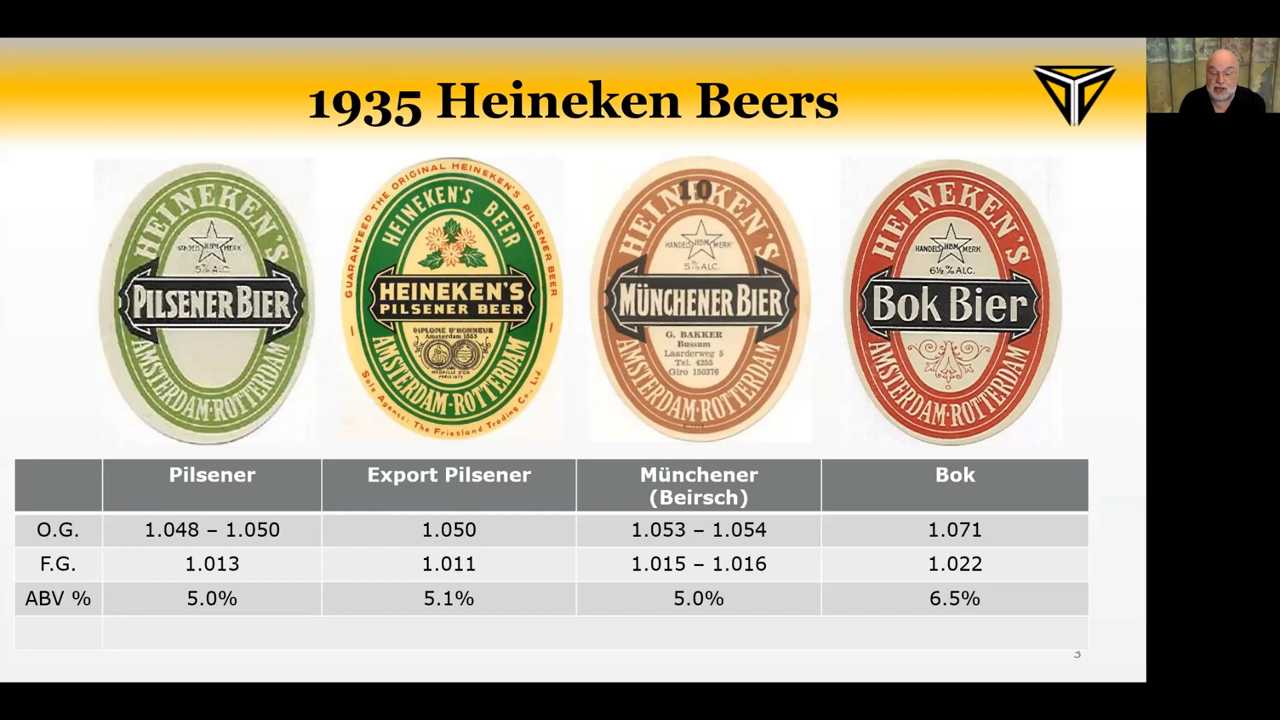 1935 Heineken Beers
HEINEKEN'S
HANDELS HBM MERK
5% ALC.
PILSENER BIER
AMSTERDAM·ROTTERDAM
GUARANTEED THE ORIGINAL HEINEKEN'S PILSENER BEER
HEINEKEN'S BEER
HEINEKEN'S
PILSENER BEER
DIPLOME D'HONNEUR
Amsterdam 1883
MEDAILLE D'OR
PARIS 1875
AMSTERDAM-ROTTERDAM
Sole Agents: The Friesland Trading Co., Ltd.
HEINEKEN'S
10
HANDELS HBM MERK
5% ALC.
MÜNCHENER BIER
G. BAKKER
Bussum
Laarderweg 5
Tel. 4255
Giro 150376
AMSTERDAM·ROTTERDAM
HEINEKEN'S
HANDELS HBM MERK
6½% ALC.
Bok Bier
AMSTERDAM·ROTTERDAM
Pilsener Export Pilsener Münchener (Beirsch) Bok
O.G. 1.048 – 1.050 1.050 1.053 – 1.054 1.071
F.G. 1.013 1.011 1.015 – 1.016 1.022
ABV % 5.0% 5.1% 5.0% 6.5%
3